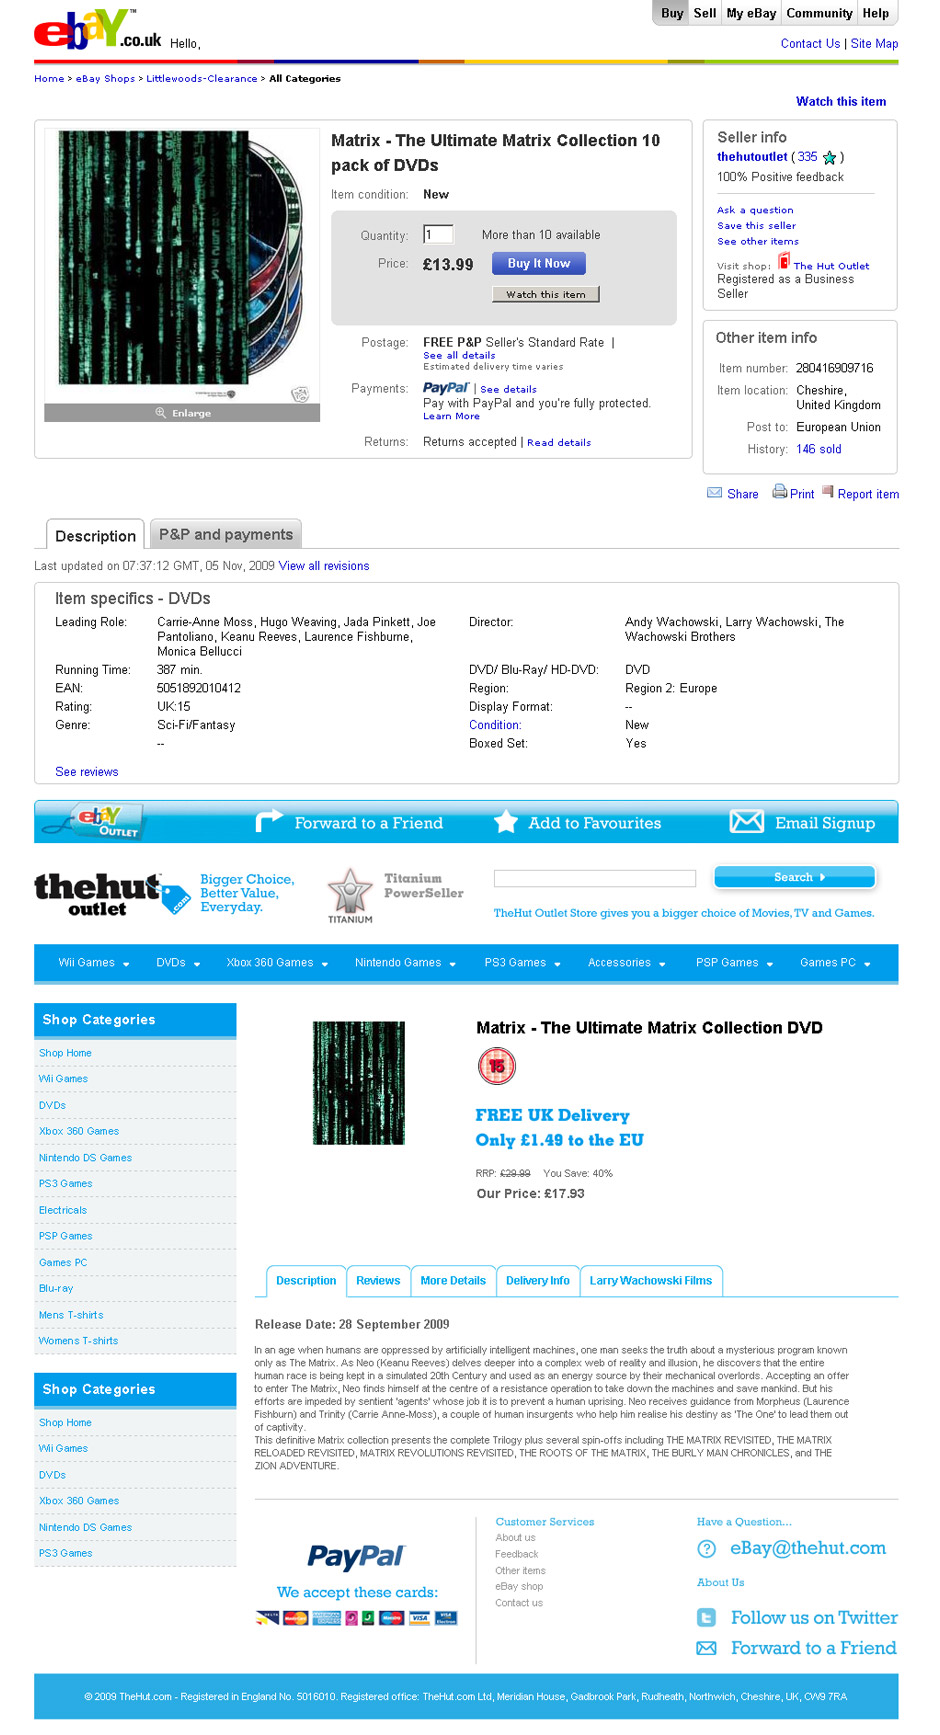 Buy Sell My eBay Community Help
ebaY.co.uk Hello,
Contact Us | Site Map
Home > eBay Shops > Littlewoods-Clearance > All Categories
Watch this item
Matrix - The Ultimate Matrix Collection 10
pack of DVDs
Item condition: New
Quantity: 1 More than 10 available
Price: £13.99 Buy It Now
Watch this item
Postage: FREE P&P Seller's Standard Rate |
See all details
Estimated delivery time varies
Payments: PayPal | See details
Pay with PayPal and you're fully protected.
Learn More
Returns: Returns accepted | Read details
Enlarge
Seller info
thehutoutlet ( 335 )
100% Positive feedback
Ask a question
Save this seller
See other items
Visit shop: The Hut Outlet
Registered as a Business
Seller
Other item info
Item number: 280416909716
Item location: Cheshire,
United Kingdom
Post to: European Union
History: 146 sold
Share Print Report item
Description P&P and payments
Last updated on 07:37:12 GMT, 05 Nov, 2009 View all revisions
Item specifics - DVDs
Leading Role: Carrie-Anne Moss, Hugo Weaving, Jada Pinkett, Joe
Pantoliano, Keanu Reeves, Laurence Fishburne,
Monica Bellucci
Director: Andy Wachowski, Larry Wachowski, The
Wachowski Brothers
Running Time: 387 min. DVD/ Blu-Ray/ HD-DVD: DVD
EAN: 5051892010412 Region: Region 2: Europe
Rating: UK:15 Display Format: --
Genre: Sci-Fi/Fantasy Condition: New
-- Boxed Set: Yes
See reviews
ebaY OUTLET Forward to a Friend Add to Favourites Email Signup
thehut outlet .com
Bigger Choice,
Better Value,
Everyday.
TITANIUM
Titanium
PowerSeller
Search
TheHut Outlet Store gives you a bigger choice of Movies, TV and Games.
Wii Games DVDs Xbox 360 Games Nintendo Games PS3 Games Accessories PSP Games Games PC
Shop Categories
Shop Home
Wii Games
DVDs
Xbox 360 Games
Nintendo DS Games
PS3 Games
Electricals
PSP Games
Games PC
Blu-ray
Mens T-shirts
Womens T-shirts
Shop Categories
Shop Home
Wii Games
DVDs
Xbox 360 Games
Nintendo DS Games
PS3 Games
Matrix - The Ultimate Matrix Collection DVD
15
FREE UK Delivery
Only £1.49 to the EU
RRP: £29.99 You Save: 40%
Our Price: £17.93
Description Reviews More Details Delivery Info Larry Wachowski Films
Release Date: 28 September 2009
In an age when humans are oppressed by artificially intelligent machines, one man seeks the truth about a mysterious program known
only as The Matrix. As Neo (Keanu Reeves) delves deeper into a complex web of reality and illusion, he discovers that the entire
human race is being kept in a simulated 20th Century and used as an energy source by their mechanical overlords. Accepting an offer
to enter The Matrix, Neo finds himself at the centre of a resistance operation to take down the machines and save mankind. But his
efforts are impeded by sentient 'agents' whose job it is to prevent a human uprising. Neo receives guidance from Morpheus (Laurence
Fishburn) and Trinity (Carrie Anne-Moss), a couple of human insurgents who help him realise his destiny as 'The One' to lead them out
of captivity.
This definitive Matrix collection presents the complete Trilogy plus several spin-offs including THE MATRIX REVISITED, THE MATRIX
RELOADED REVISITED, MATRIX REVOLUTIONS REVISITED, THE ROOTS OF THE MATRIX, THE BURLY MAN CHRONICLES, and THE
ZION ADVENTURE.
PayPal
We accept these cards:
Customer Services
About us
Feedback
Other items
eBay shop
Contact us
Have a Question...
eBay@thehut.com
About Us
Follow us on Twitter
Forward to a Friend
© 2009 TheHut.com - Registered in England No. 5016010. Registered office: TheHut.com Ltd, Meridian House, Gadbrook Park, Rudheath, Northwich, Cheshire, UK, CW9 7RA